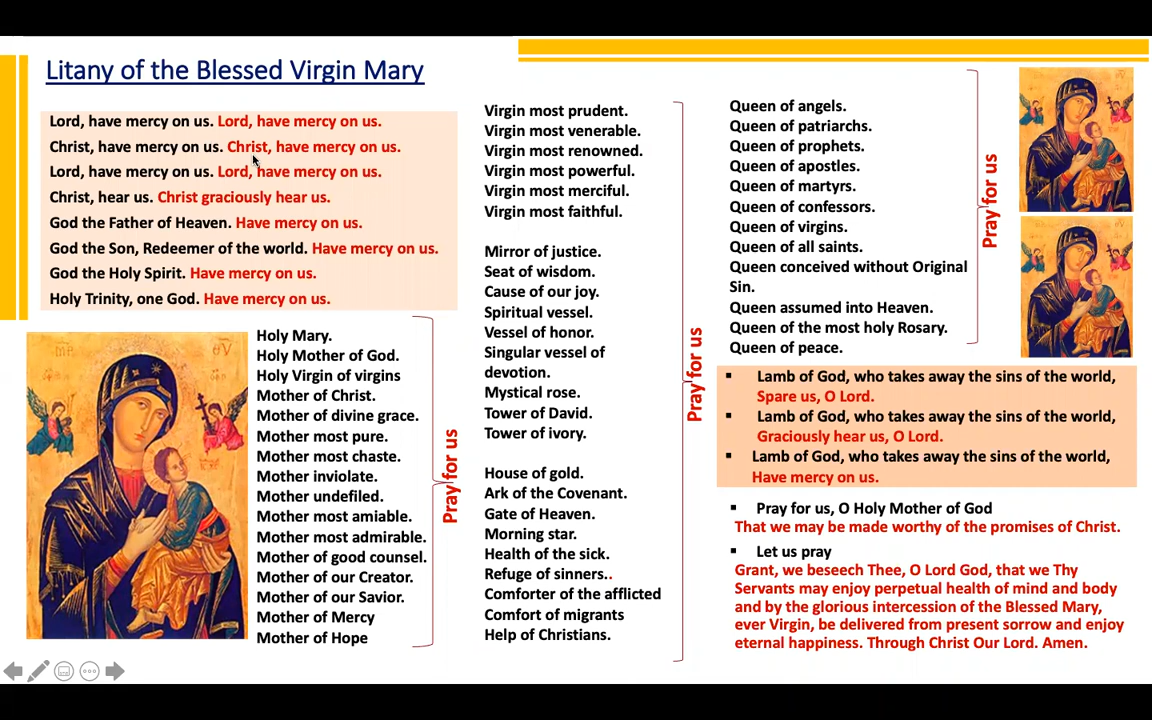 Litany of the Blessed Virgin Mary
Lord, have mercy on us. Lord, have mercy on us.
Christ, have mercy on us. Christ, have mercy on us.
Lord, have mercy on us. Lord, have mercy on us.
Christ, hear us. Christ graciously hear us.
God the Father of Heaven. Have mercy on us.
God the Son, Redeemer of the world. Have mercy on us.
God the Holy Spirit. Have mercy on us.
Holy Trinity, one God. Have mercy on us.
Holy Mary.
Holy Mother of God.
Holy Virgin of virgins
Mother of Christ.
Mother of divine grace.
Mother most pure.
Mother most chaste.
Mother inviolate.
Mother undefiled.
Mother most amiable.
Mother most admirable.
Mother of good counsel.
Mother of our Creator.
Mother of our Savior.
Mother of Mercy
Mother of Hope
Pray for us
Virgin most prudent.
Virgin most venerable.
Virgin most renowned.
Virgin most powerful.
Virgin most merciful.
Virgin most faithful.
Mirror of justice.
Seat of wisdom.
Cause of our joy.
Spiritual vessel.
Vessel of honor.
Singular vessel of
devotion.
Mystical rose.
Tower of David.
Tower of ivory.
House of gold.
Ark of the Covenant.
Gate of Heaven.
Morning star.
Health of the sick.
Refuge of sinners..
Comforter of the afflicted
Comfort of migrants
Help of Christians.
Pray for us
Queen of angels.
Queen of patriarchs.
Queen of prophets.
Queen of apostles.
Queen of martyrs.
Queen of confessors.
Queen of virgins.
Queen of all saints.
Queen conceived without Original
Sin.
Queen assumed into Heaven.
Queen of the most holy Rosary.
Queen of peace.
Pray for us
▪ Lamb of God, who takes away the sins of the world,
Spare us, O Lord.
▪ Lamb of God, who takes away the sins of the world,
Graciously hear us, O Lord.
▪ Lamb of God, who takes away the sins of the world,
Have mercy on us.
▪ Pray for us, O Holy Mother of God
That we may be made worthy of the promises of Christ.
▪ Let us pray
Grant, we beseech Thee, O Lord God, that we Thy
Servants may enjoy perpetual health of mind and body
and by the glorious intercession of the Blessed Mary,
ever Virgin, be delivered from present sorrow and enjoy
eternal happiness. Through Christ Our Lord. Amen.